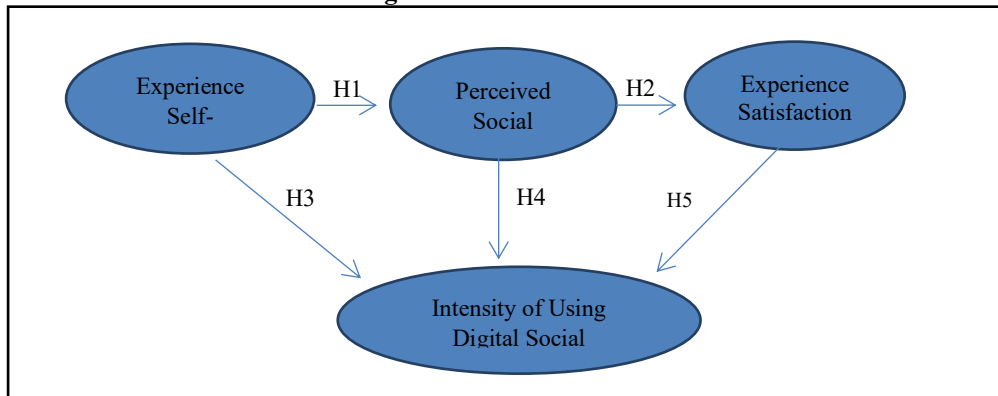 Experience
Self-
H1
Perceived
Social
H2
Experience
Satisfaction
H3
H4
H5
Intensity of Using
Digital Social